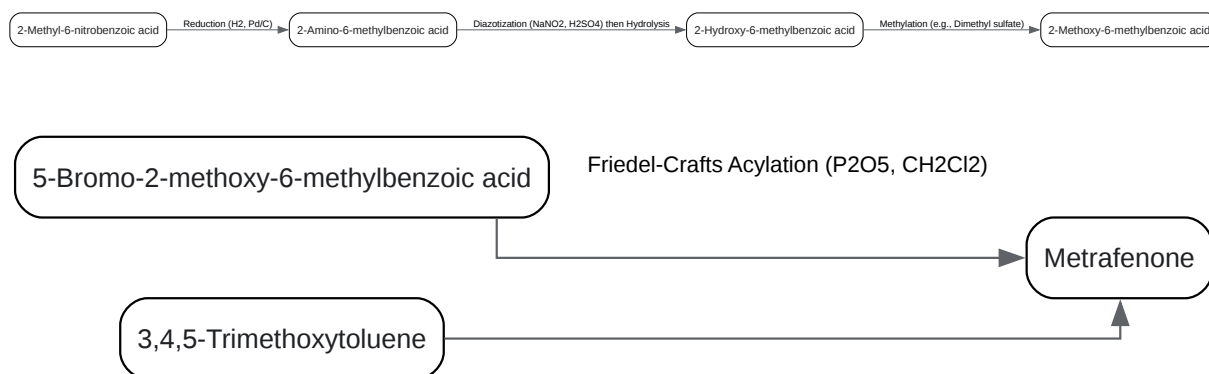 2-Methyl-6-nitrobenzoic acid
Reduction (H2, Pd/C)
2-Amino-6-methylbenzoic acid
Diazotization (NaNO2, H2SO4) then Hydrolysis
2-Hydroxy-6-methylbenzoic acid
Methylation (e.g., Dimethyl sulfate)
2-Methoxy-6-methylbenzoic acid
5-Bromo-2-methoxy-6-methylbenzoic acid
Friedel-Crafts Acylation (P2O5, CH2Cl2)
Metrafenone
3,4,5-Trimethoxytoluene